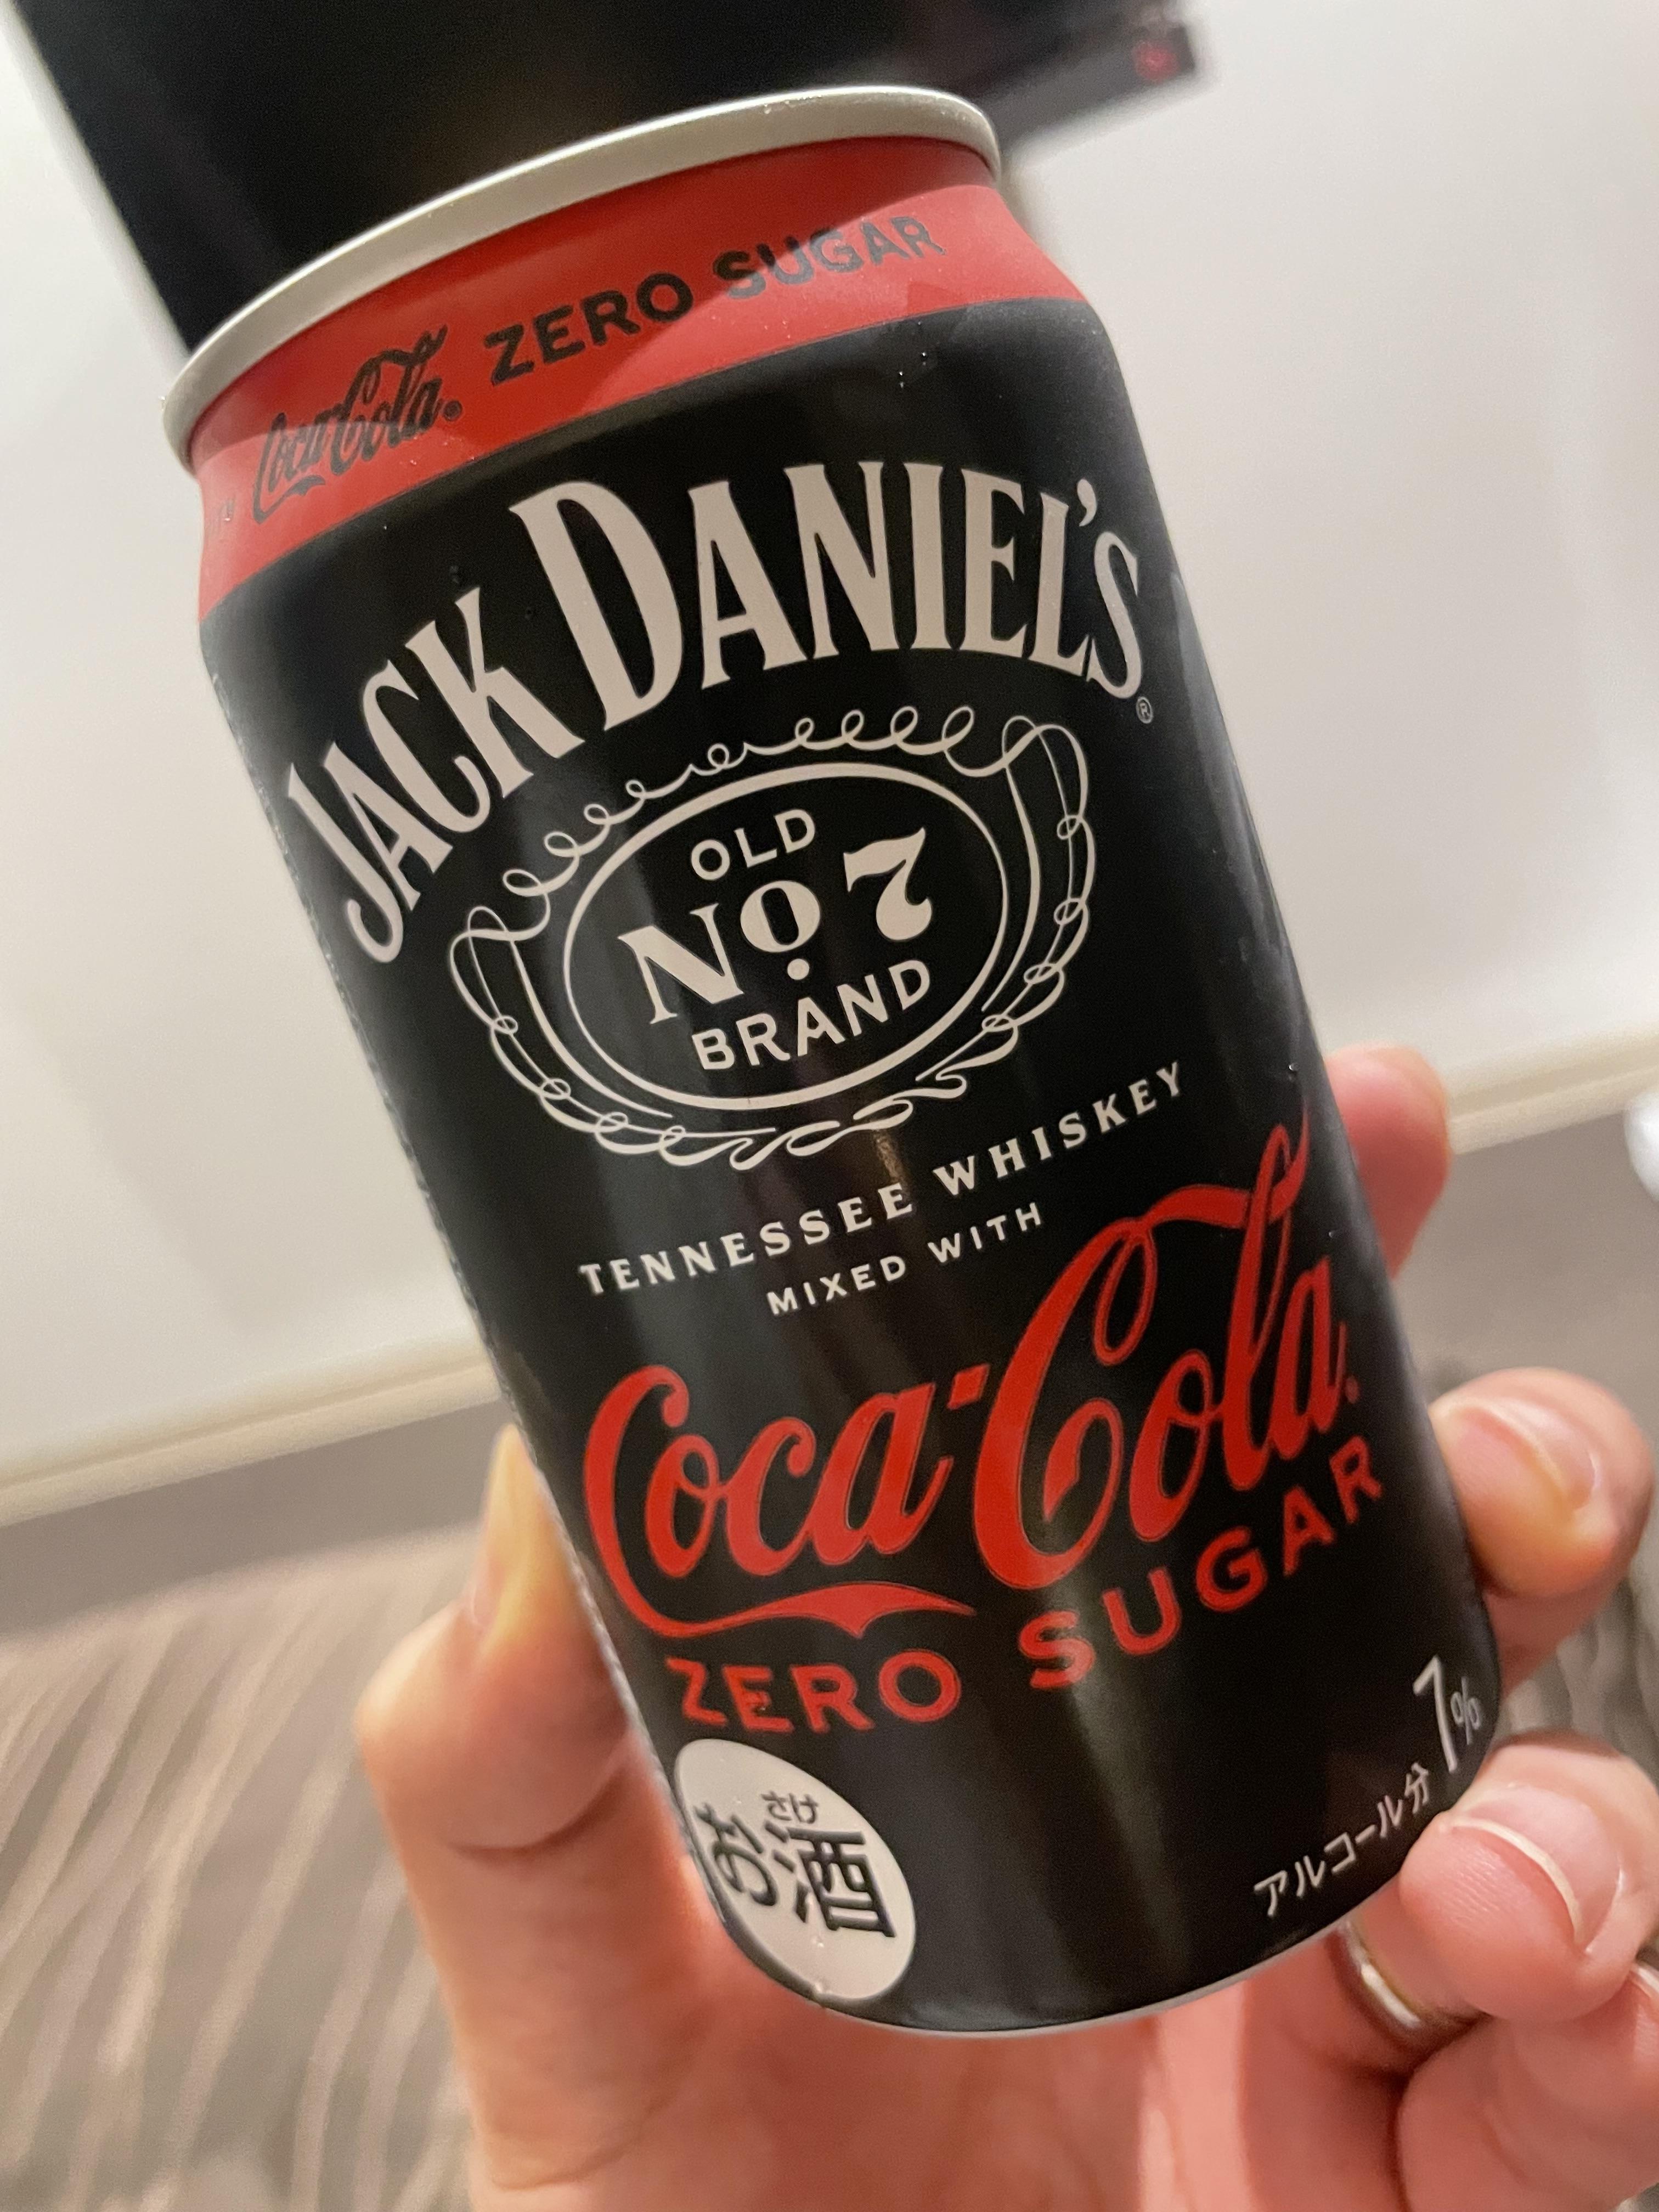 Coca-Cola® ZERO SUGAR
JACK DANIEL'S®
OLD
No. 7
BRAND
TENNESSEE WHISKEY
MIXED WITH
Coca-Cola®
ZERO SUGAR
さけ
お酒
アルコール分 7%